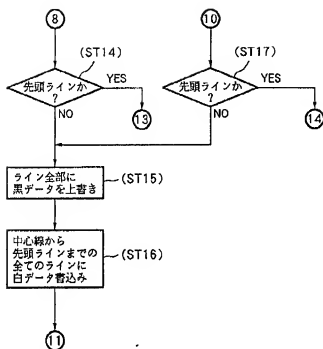 8
10
(ST14)
(ST17)
先頭ラインか
?
YES
13
NO
先頭ラインか
?
YES
14
NO
ライン全部に
黒データを上書き
(ST15)
中心線から
先頭ラインまでの
全てのラインに
白データ書込み
(ST16)
11